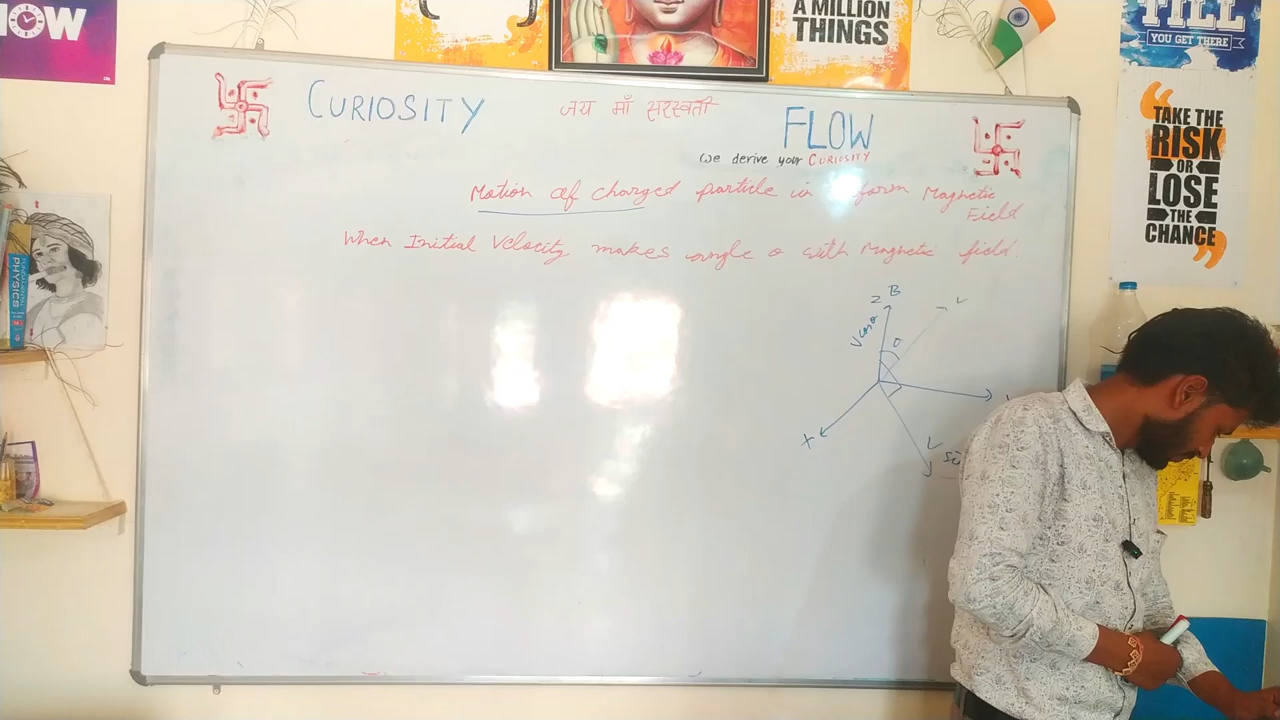 NOW
A MILLION
THINGS
TILL
YOU GET THERE
CURIOSITY जय माँ सरस्वती FLOW
we derive your CURIOSITY
Motion of charged particle in form Magnetic
Field
When Initial Velocity makes angle θ with Magnetic field.
Z B
V cosθ
θ
X
TAKE THE
RISK
OR
LOSE
THE
CHANCE
PHYSICS